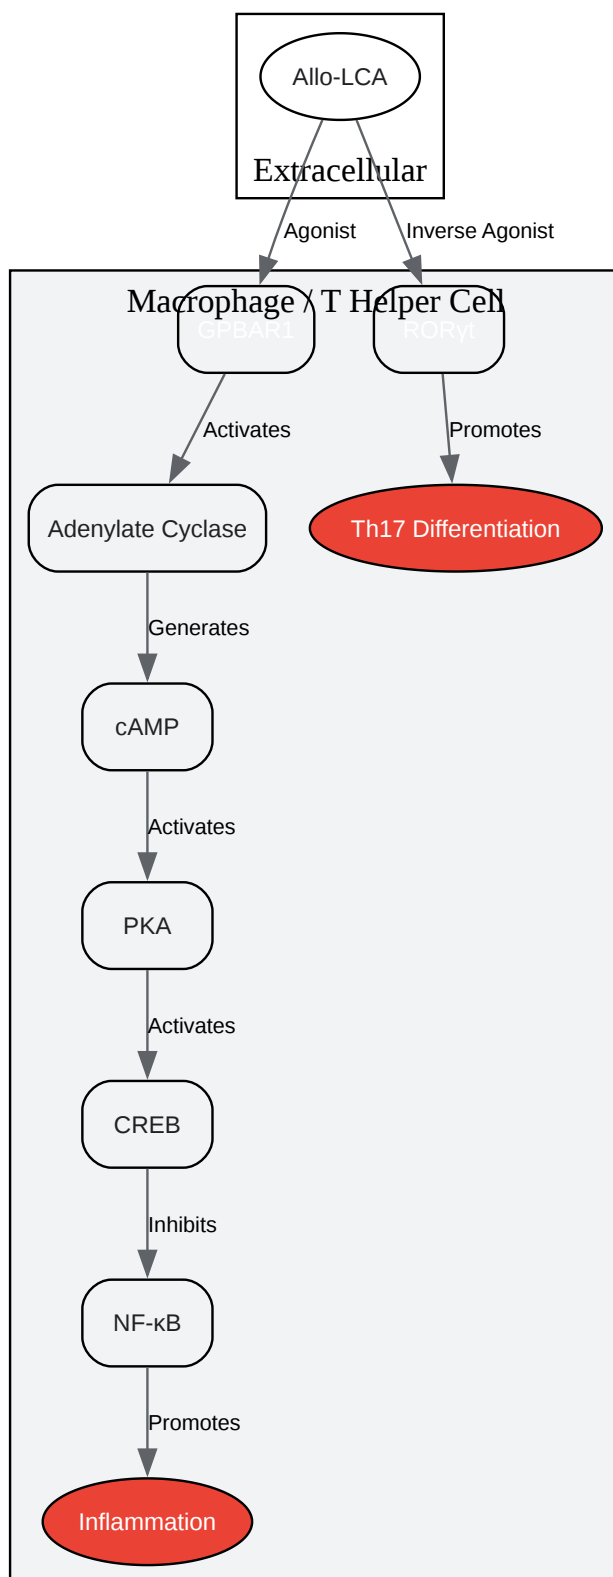 Allo-LCA
Extracellular
Agonist
Inverse Agonist
Macrophage / T Helper Cell
GPBAR1
RORγt
Activates
Promotes
Adenylate Cyclase
Th17 Differentiation
Generates
cAMP
Activates
PKA
Activates
CREB
Inhibits
NF-κB
Promotes
Inflammation